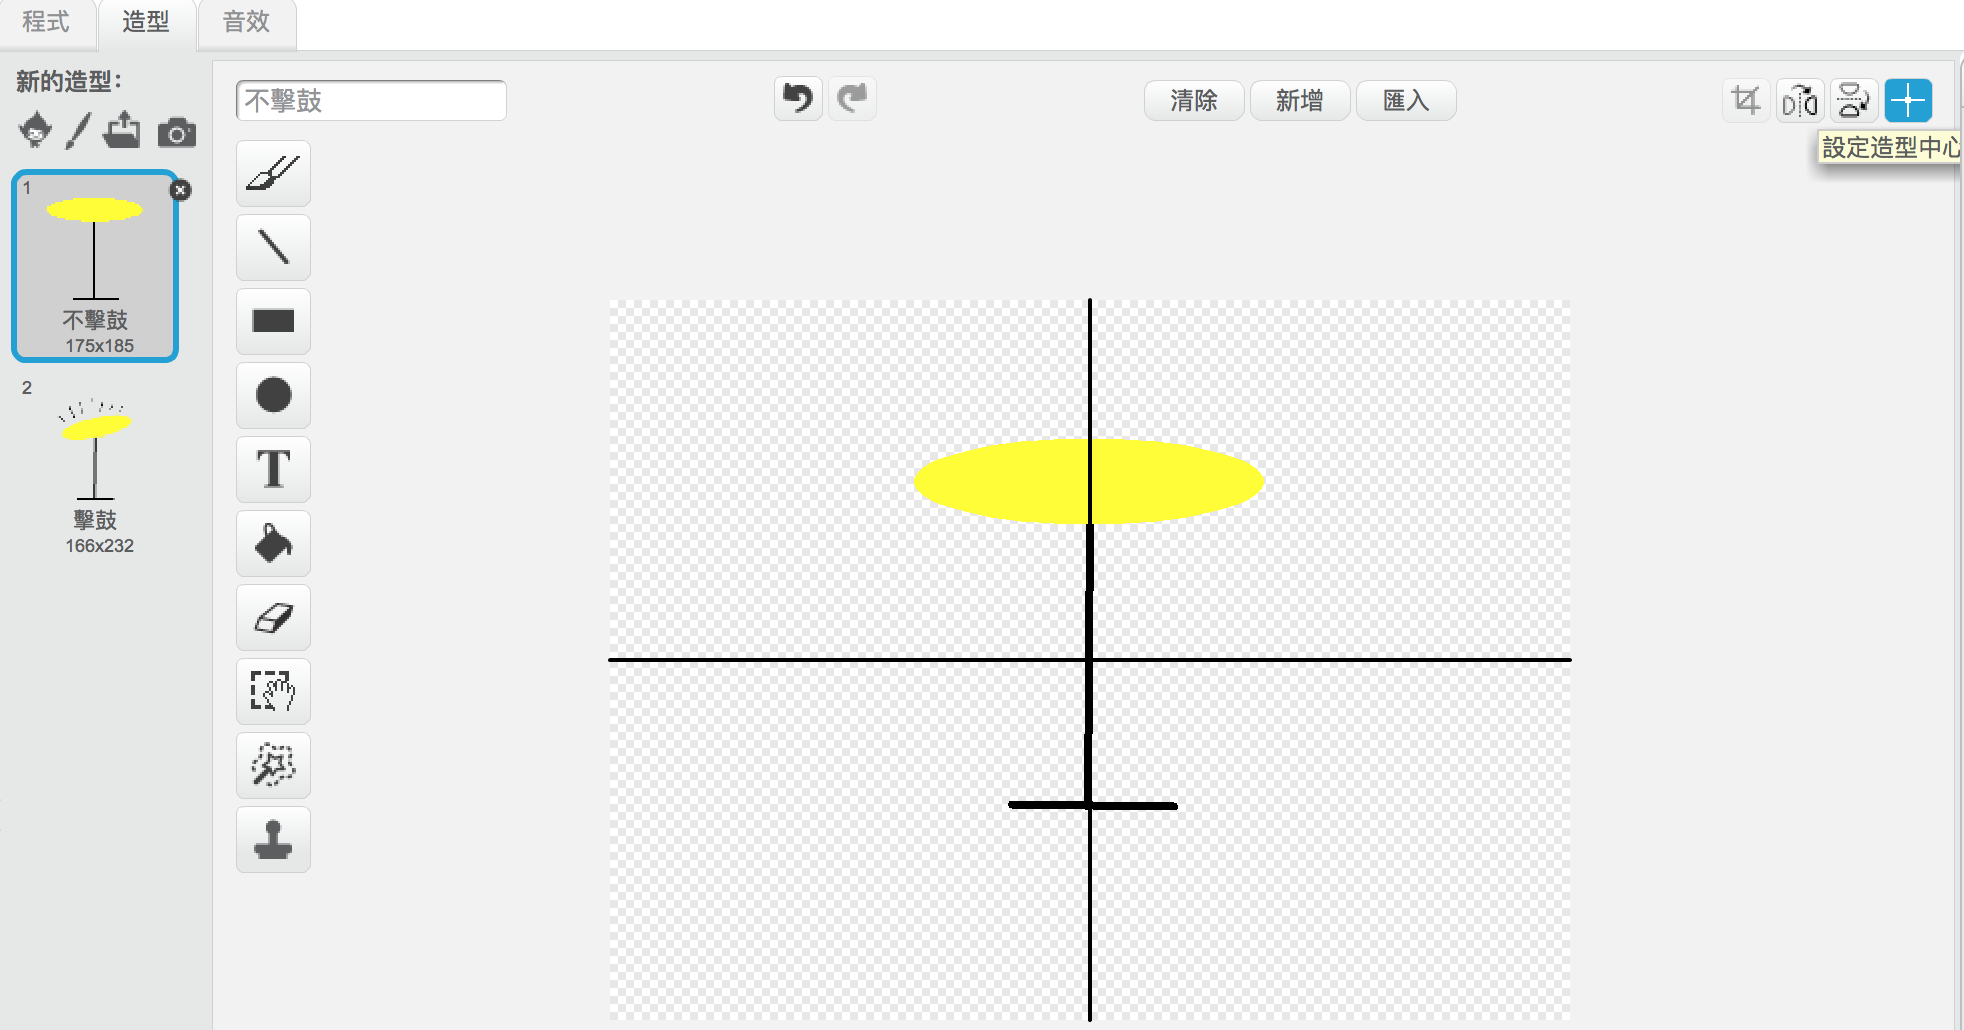 程式 造型 音效
新的造型:
不擊鼓
清除 新增 匯入
設定造型中心
1
不擊鼓
175x185
2
擊鼓
166x232
T